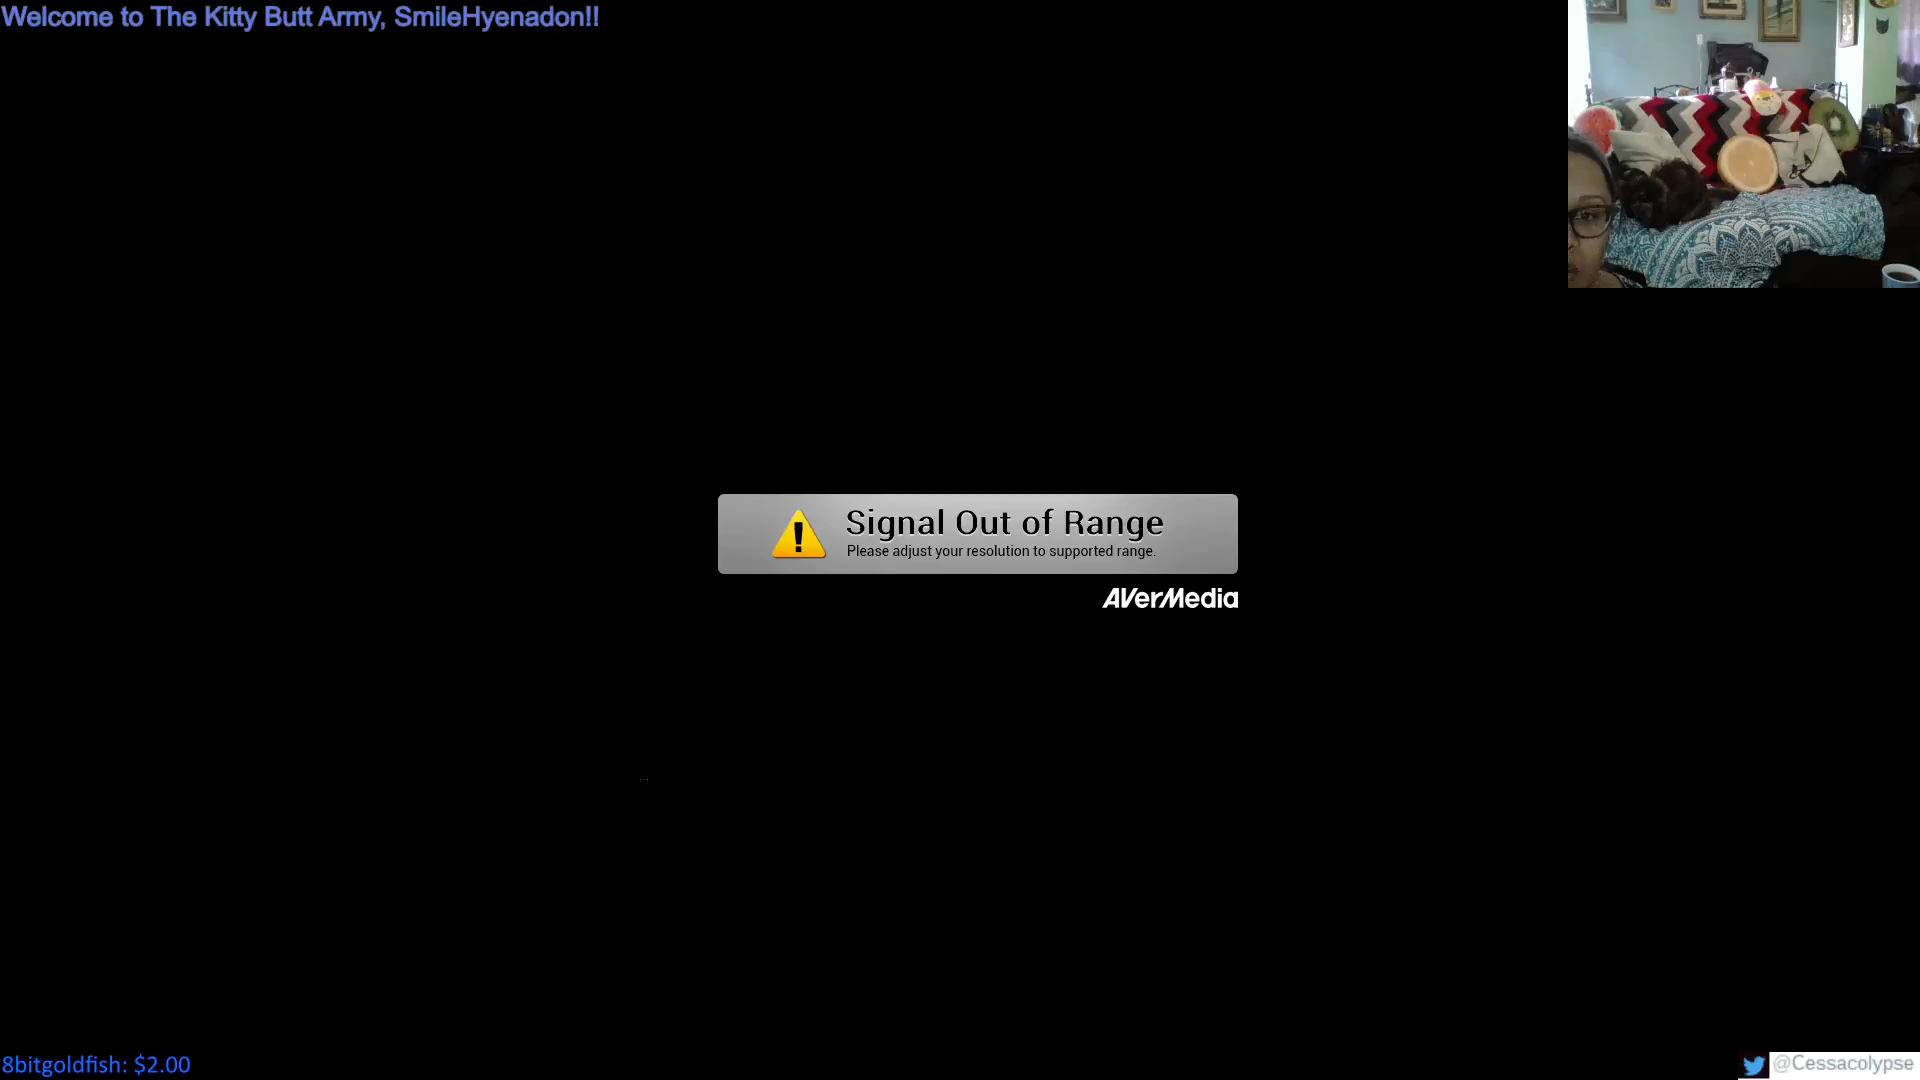 Welcome to The Kitty Butt Army, SmileHyenadon!!
Signal Out of Range
Please adjust your resolution to supported range.
AVerMedia
8bitgoldfish: $2.00
@Cessacolypse